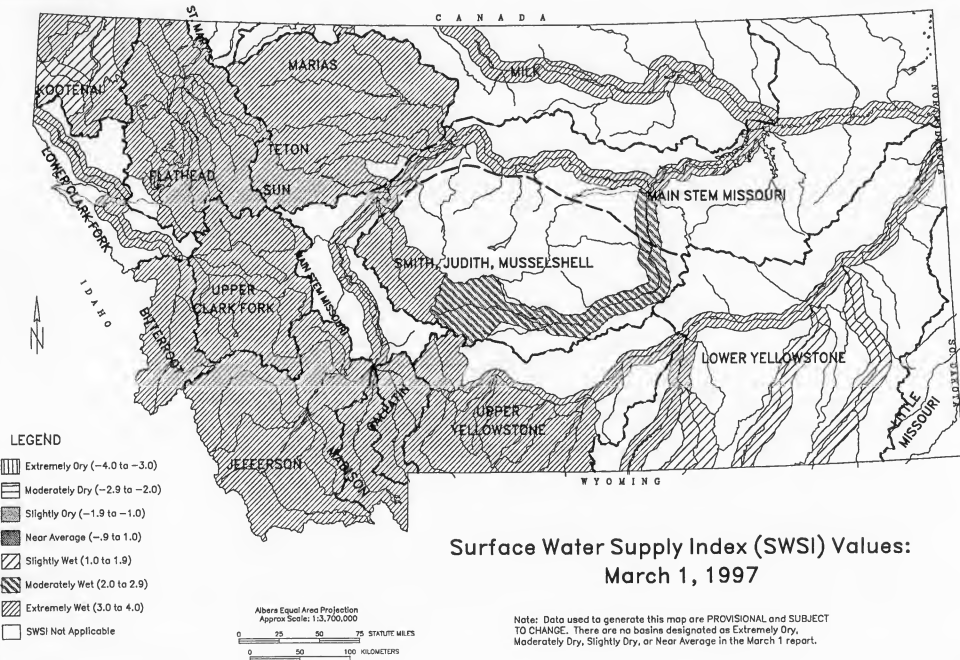 CANADA
ST. MARY
MARIAS
MILK
KOOTENAI
NORTH DAKOTA
TETON
LOWER CLARK FORK
FLATHEAD
SUN
MAIN STEM MISSOURI
SMITH, JUDITH, MUSSELSHELL
MAIN STEM MISSOURI
IDAHO
UPPER
CLARK FORK
BITTERROOT
N
LOWER YELLOWSTONE
SO. DAKOTA
GALLATIN
UPPER
YELLOWSTONE
LITTLE
MISSOURI
JEFFERSON
MADISON
WYOMING
LEGEND
Extremely Dry (-4.0 to -3.0)
Moderately Dry (-2.9 to -2.0)
Slightly Dry (-1.9 to -1.0)
Near Average (-.9 to 1.0)
Slightly Wet (1.0 to 1.9)
Moderately Wet (2.0 to 2.9)
Extremely Wet (3.0 to 4.0)
SWSI Not Applicable
Surface Water Supply Index (SWSI) Values:
March 1, 1997
Albers Equal Area Projection
Approx Scale: 1:3,700,000
0 25 50 75 STATUTE MILES
0 50 100 KILOMETERS
Note: Data used to generate this map are PROVISIONAL and SUBJECT
TO CHANGE. There are no basins designated as Extremely Dry,
Moderately Dry, Slightly Dry, or Near Average in the March 1 report.